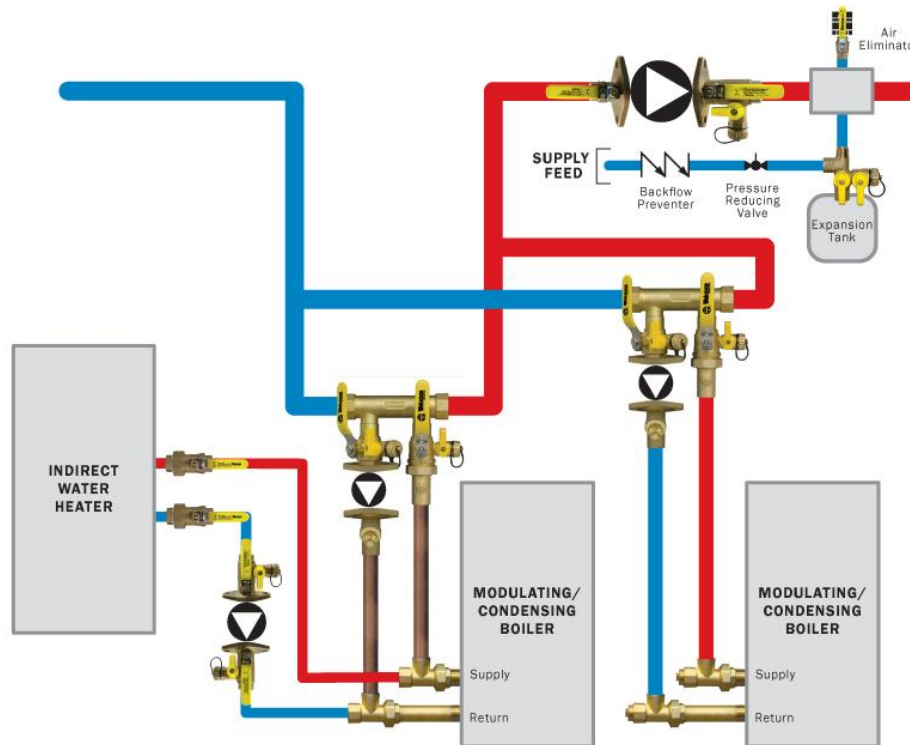 Air
Eliminato
SUPPLY
FEED
Backflow
Preventer
Pressure
Reducing
Valve
Expansion
Tank
INDIRECT
WATER
HEATER
MODULATING/
CONDENSING
BOILER
Supply
Return
MODULATING/
CONDENSING
BOILER
Supply
Return